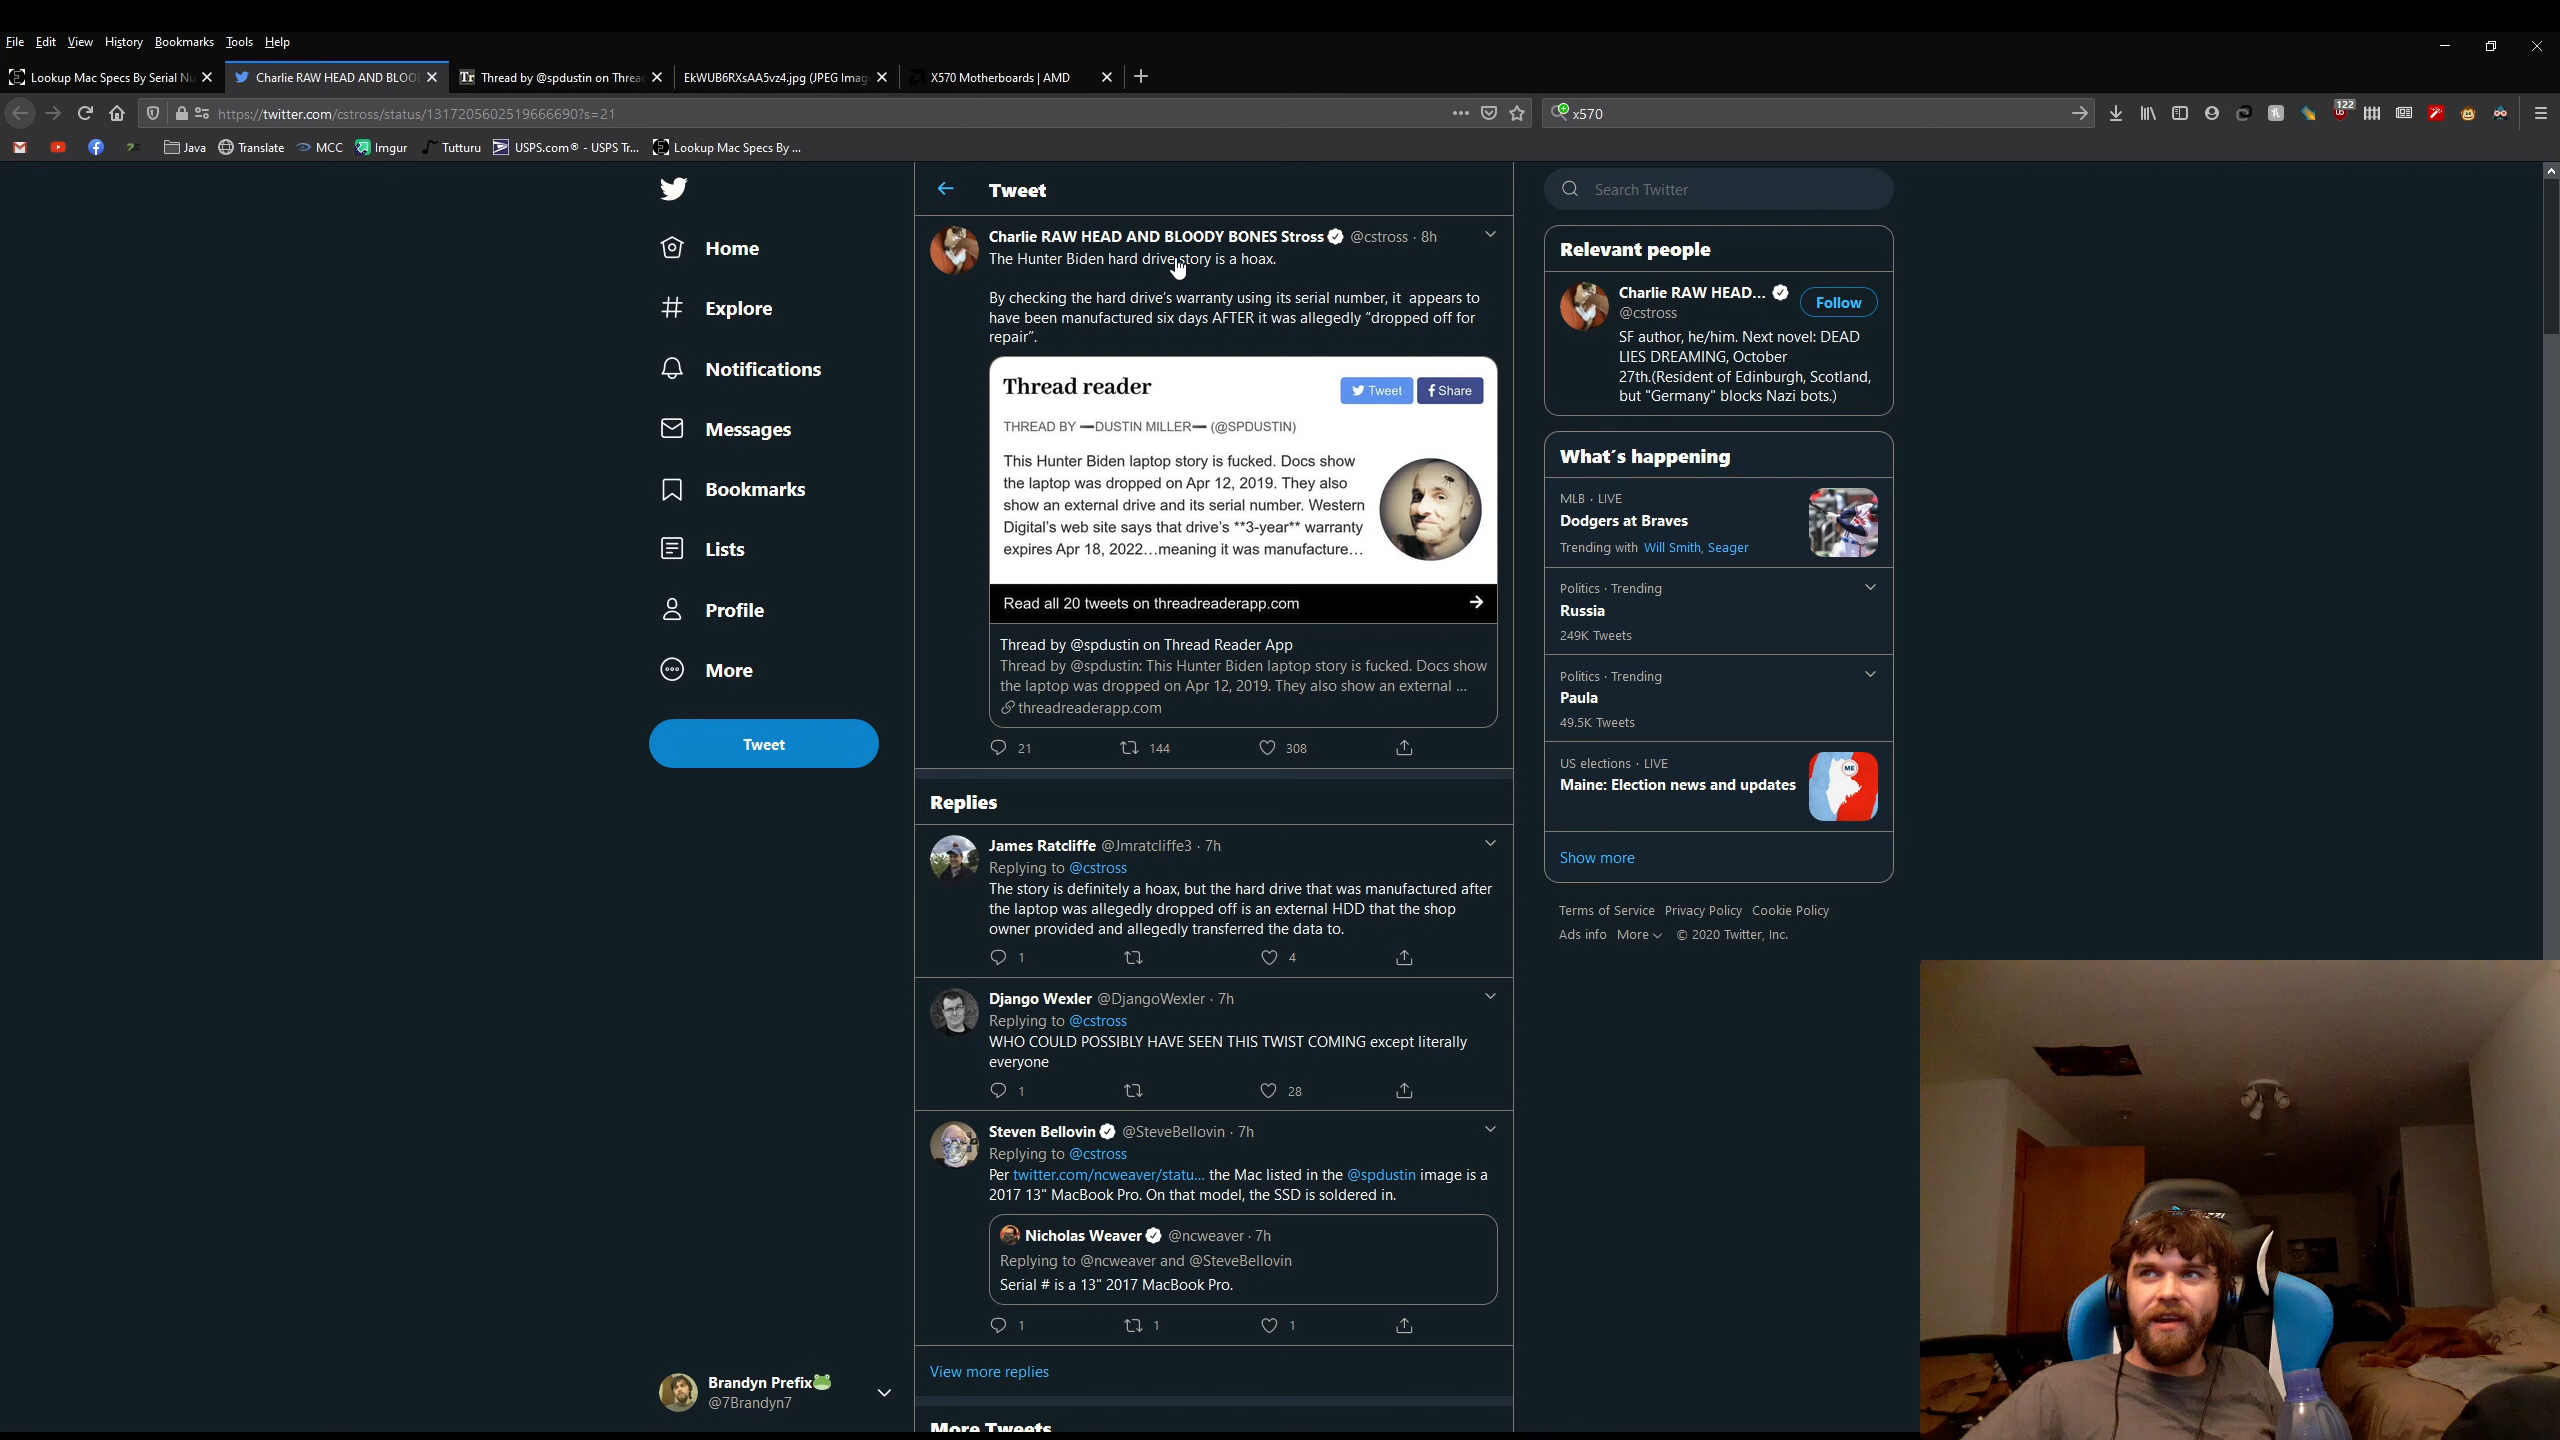 File Edit View History Bookmarks Tools Help
Lookup Mac Specs By Serial Nu
Charlie RAW HEAD AND BLOO
Thread by @spdustin on Threa
EkWUB6RXsAA5vz4.jpg (JPEG Imag
X570 Motherboards | AMD
https://twitter.com/cstross/status/1317205602519666690?s=21
x570
122
Java
Translate
MCC
Imgur
Tutturu
USPS.com® - USPS Tr...
Lookup Mac Specs By ...
Home
Explore
Notifications
Messages
Bookmarks
Lists
Profile
More
Tweet
Brandyn Prefix🐸
@7Brandyn7
Tweet
Charlie RAW HEAD AND BLOODY BONES Stross @cstross · 8h
The Hunter Biden hard drive story is a hoax.
By checking the hard drive's warranty using its serial number, it appears to
have been manufactured six days AFTER it was allegedly “dropped off for
repair”.
Thread reader
Tweet
Share
THREAD BY ━DUSTIN MILLER━ (@SPDUSTIN)
This Hunter Biden laptop story is fucked. Docs show
the laptop was dropped on Apr 12, 2019. They also
show an external drive and its serial number. Western
Digital's web site says that drive's **3-year** warranty
expires Apr 18, 2022…meaning it was manufacture…
Read all 20 tweets on threadreaderapp.com
Thread by @spdustin on Thread Reader App
Thread by @spdustin: This Hunter Biden laptop story is fucked. Docs show
the laptop was dropped on Apr 12, 2019. They also show an external ...
threadreaderapp.com
21 144 308
Replies
James Ratcliffe @Jmratcliffe3 · 7h
Replying to @cstross
The story is definitely a hoax, but the hard drive that was manufactured after
the laptop was allegedly dropped off is an external HDD that the shop
owner provided and allegedly transferred the data to.
1 4
Django Wexler @DjangoWexler · 7h
Replying to @cstross
WHO COULD POSSIBLY HAVE SEEN THIS TWIST COMING except literally
everyone
1 28
Steven Bellovin @SteveBellovin · 7h
Replying to @cstross
Per twitter.com/ncweaver/statu... the Mac listed in the @spdustin image is a
2017 13" MacBook Pro. On that model, the SSD is soldered in.
Nicholas Weaver @ncweaver · 7h
Replying to @ncweaver and @SteveBellovin
Serial # is a 13" 2017 MacBook Pro.
1 1 1
View more replies
More Tweets
Search Twitter
Relevant people
Charlie RAW HEAD...
@cstross
Follow
SF author, he/him. Next novel: DEAD
LIES DREAMING, October
27th.(Resident of Edinburgh, Scotland,
but "Germany" blocks Nazi bots.)
What's happening
MLB · LIVE
Dodgers at Braves
Trending with Will Smith, Seager
Politics · Trending
Russia
249K Tweets
Politics · Trending
Paula
49.5K Tweets
US elections · LIVE
Maine: Election news and updates
ME
Show more
Terms of Service Privacy Policy Cookie Policy
Ads info More © 2020 Twitter, Inc.